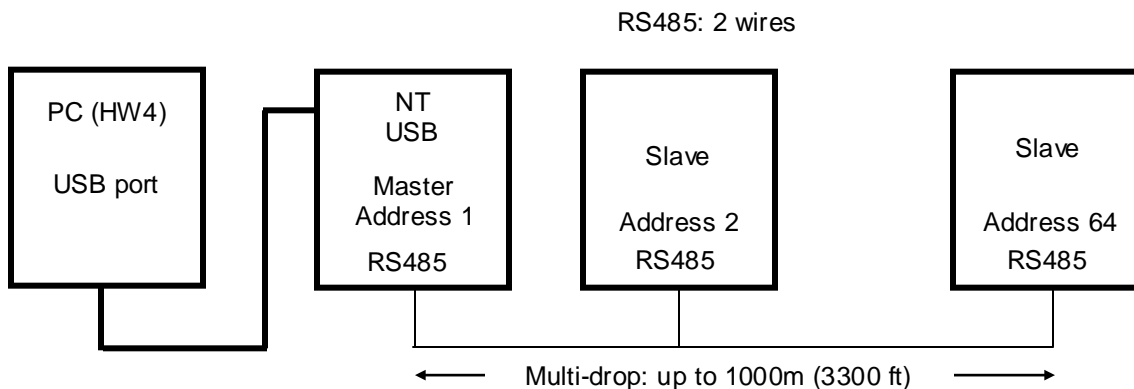 RS485: 2 wires
PC (HW4)
USB port
NT
USB
Master
Address 1
RS485
Slave
Address 2
RS485
Slave
Address 64
RS485
Multi-drop: up to 1000m (3300 ft)